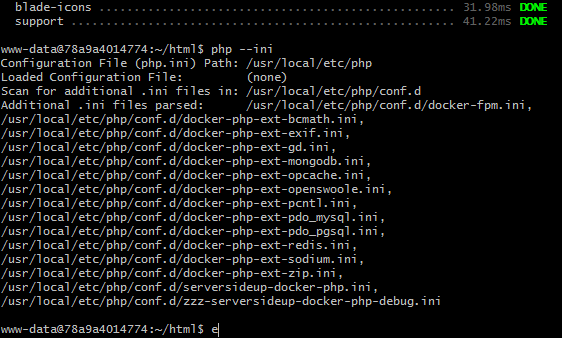 blade-icons ................................................... 31.98ms DONE
support ....................................................... 41.22ms DONE
www-data@78a9a4014774:~/html$ php --ini
Configuration File (php.ini) Path: /usr/local/etc/php
Loaded Configuration File:         (none)
Scan for additional .ini files in: /usr/local/etc/php/conf.d
Additional .ini files parsed:      /usr/local/etc/php/conf.d/docker-fpm.ini,
/usr/local/etc/php/conf.d/docker-php-ext-bcmath.ini,
/usr/local/etc/php/conf.d/docker-php-ext-exif.ini,
/usr/local/etc/php/conf.d/docker-php-ext-gd.ini,
/usr/local/etc/php/conf.d/docker-php-ext-mongodb.ini,
/usr/local/etc/php/conf.d/docker-php-ext-opcache.ini,
/usr/local/etc/php/conf.d/docker-php-ext-openswoole.ini,
/usr/local/etc/php/conf.d/docker-php-ext-pcntl.ini,
/usr/local/etc/php/conf.d/docker-php-ext-pdo_mysql.ini,
/usr/local/etc/php/conf.d/docker-php-ext-pdo_pgsql.ini,
/usr/local/etc/php/conf.d/docker-php-ext-redis.ini,
/usr/local/etc/php/conf.d/docker-php-ext-sodium.ini,
/usr/local/etc/php/conf.d/docker-php-ext-zip.ini,
/usr/local/etc/php/conf.d/serversideup-docker-php.ini,
/usr/local/etc/php/conf.d/zzz-serversideup-docker-php-debug.ini
www-data@78a9a4014774:~/html$ e